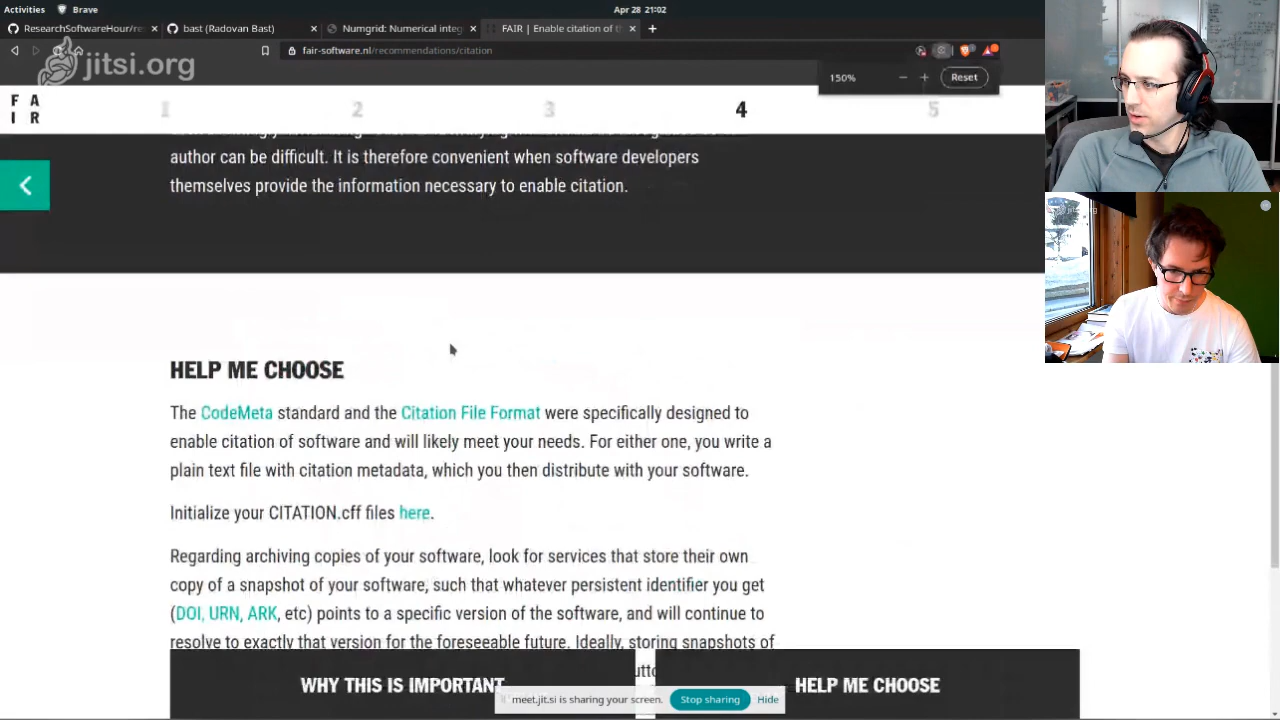 Activities
Brave
Apr 28 21:02
ResearchSoftwareHour/re
bast (Radovan Bast)
Numgrid: Numerical integ
FAIR | Enable citation of t
fair-software.nl/recommendations/citation
jitsi.org
150%
Reset
F A
I R
1
2
3
4
5
author can be difficult. It is therefore convenient when software developers
themselves provide the information necessary to enable citation.
HELP ME CHOOSE
The CodeMeta standard and the Citation File Format were specifically designed to
enable citation of software and will likely meet your needs. For either one, you write a
plain text file with citation metadata, which you then distribute with your software.
Initialize your CITATION.cff files here.
Regarding archiving copies of your software, look for services that store their own
copy of a snapshot of your software, such that whatever persistent identifier you get
(DOI, URN, ARK, etc) points to a specific version of the software, and will continue to
resolve to exactly that version for the foreseeable future. Ideally, storing snapshots of
WHY THIS IS IMPORTANT
HELP ME CHOOSE
meet.jit.si is sharing your screen.
Stop sharing
Hide